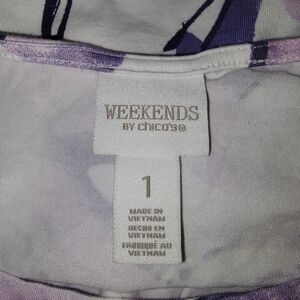 WEEKENDS
BY chico's®
1
MADE IN
VIETNAM
HECHO EN
VIETNAM
FABRIQUÉ AU
VIETNAM